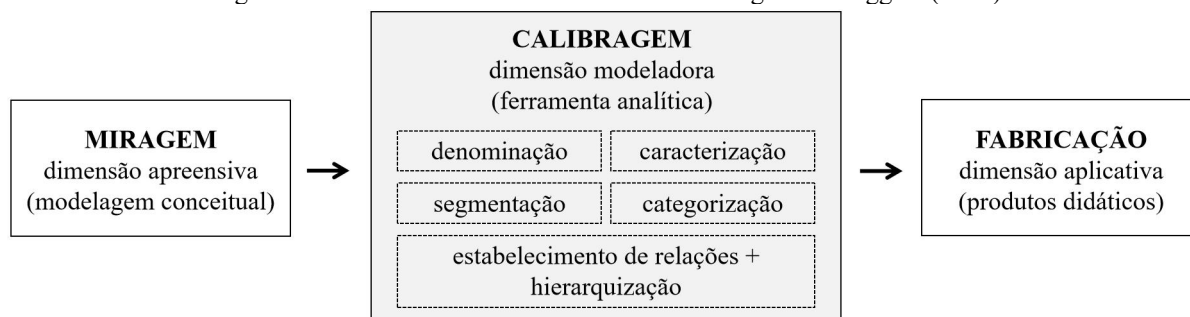 MIRAGEM
dimensão apreensiva
(modelagem conceitual)
CALIBRAGEM
dimensão modeladora
(ferramenta analítica)
denominação
caracterização
segmentação
categorização
estabelecimento de relações +
hierarquização
FABRICAÇÃO
dimensão aplicativa
(produtos didáticos)